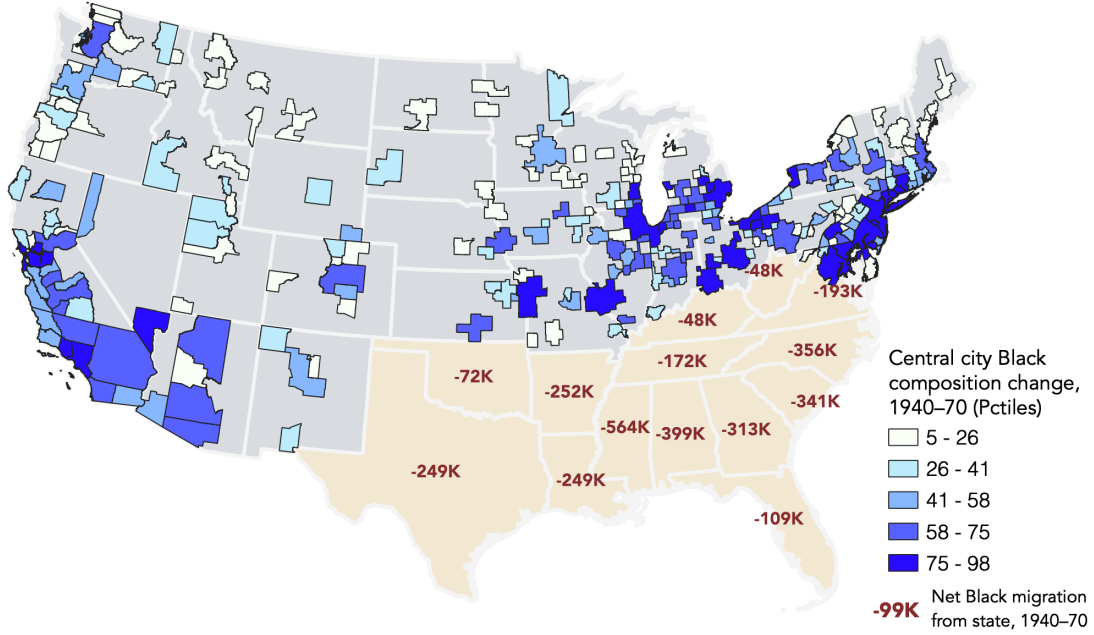 -48K
-193K
-48K
-356K
-172K
-72K
-252K
-341K
-564K
-399K
-313K
-249K
-249K
-109K
Central city Black
composition change,
1940–70 (Pctiles)
5 - 26
26 - 41
41 - 58
58 - 75
75 - 98
-99K
Net Black migration
from state, 1940–70